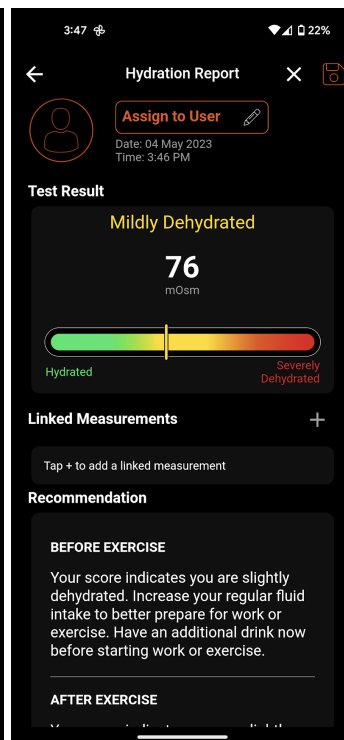 3:47 22%
Hydration Report
Assign to User
Date: 04 May 2023
Time: 3:46 PM
Test Result
Mildly Dehydrated
76
mOsm
Hydrated
Severely
Dehydrated
Linked Measurements
Tap + to add a linked measurement
Recommendation
BEFORE EXERCISE
Your score indicates you are slightly
dehydrated. Increase your regular fluid
intake to better prepare for work or
exercise. Have an additional drink now
before starting work or exercise.
AFTER EXERCISE